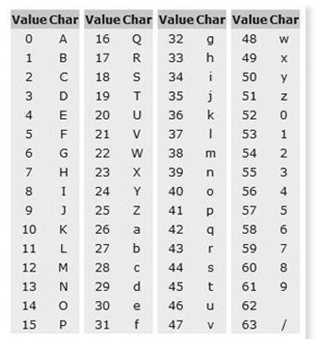 Value Char Value Char Value Char Value Char
0 A 16 Q 32 g 48 w
1 B 17 R 33 h 49 x
2 C 18 S 34 i 50 y
3 D 19 T 35 j 51 z
4 E 20 U 36 k 52 0
5 F 21 V 37 l 53 1
6 G 22 W 38 m 54 2
7 H 23 X 39 n 55 3
8 I 24 Y 40 o 56 4
9 J 25 Z 41 p 57 5
10 K 26 a 42 q 58 6
11 L 27 b 43 r 59 7
12 M 28 c 44 s 60 8
13 N 29 d 45 t 61 9
14 O 30 e 46 u 62
15 P 31 f 47 v 63 /